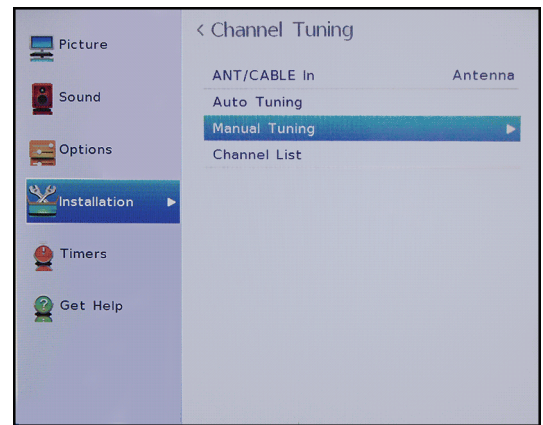 Picture
Sound
Options
Installation
Timers
Get Help
< Channel Tuning
ANT/CABLE In Antenna
Auto Tuning
Manual Tuning
Channel List